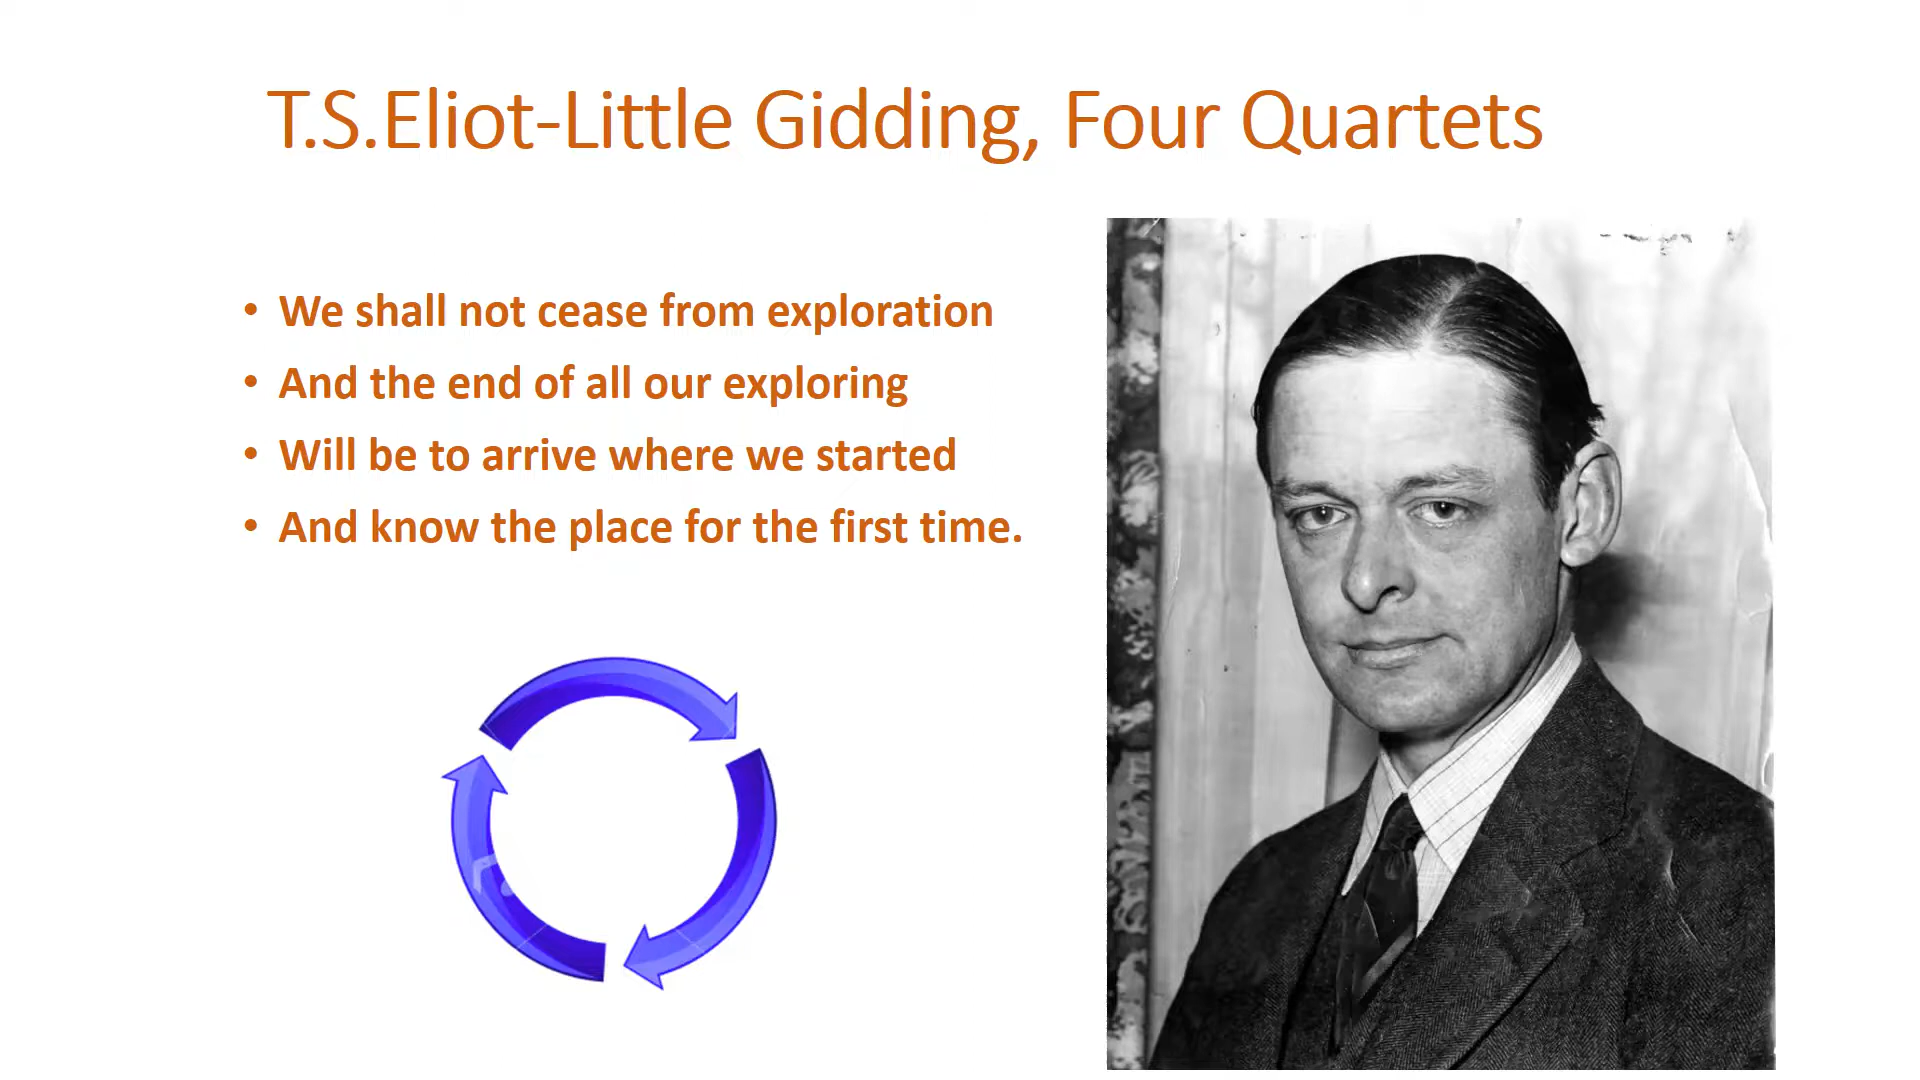 T.S.Eliot-Little Gidding, Four Quartets
• We shall not cease from exploration
• And the end of all our exploring
• Will be to arrive where we started
• And know the place for the first time.